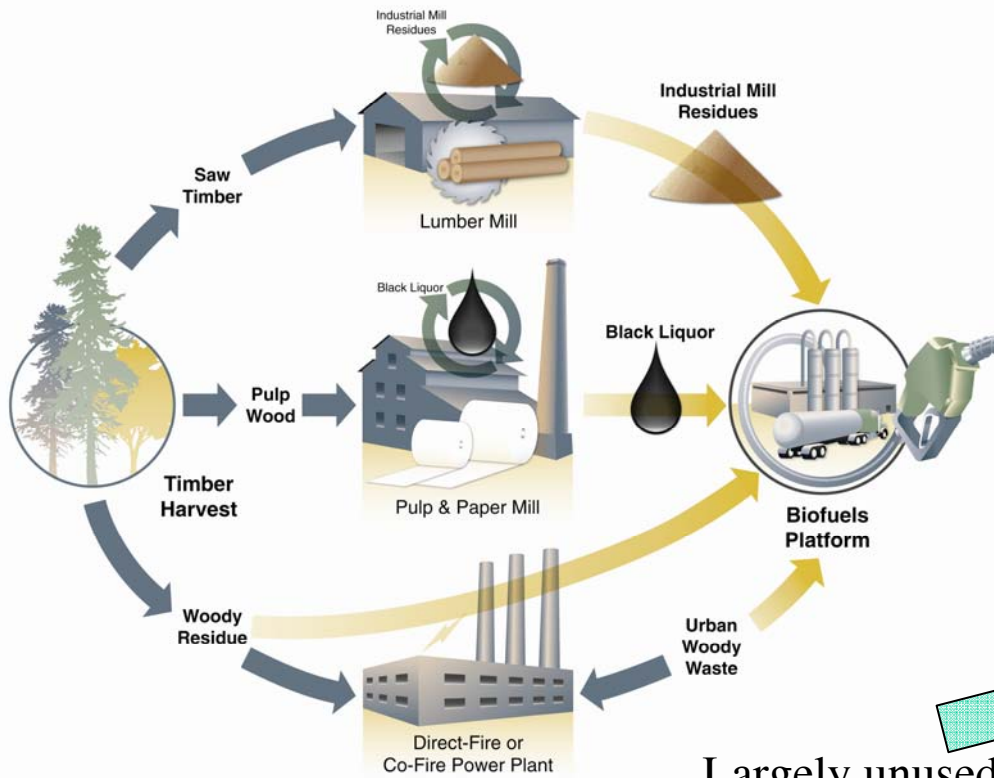 Industrial Mill
Residues
Industrial Mill
Residues
Saw
Timber
Lumber Mill
Black Liquor
Black Liquor
Pulp
Wood
Timber
Harvest
Pulp & Paper Mill
Biofuels
Platform
Woody
Residue
Urban
Woody
Waste
Direct-Fire or
Co-Fire Power Plant
Largely unused